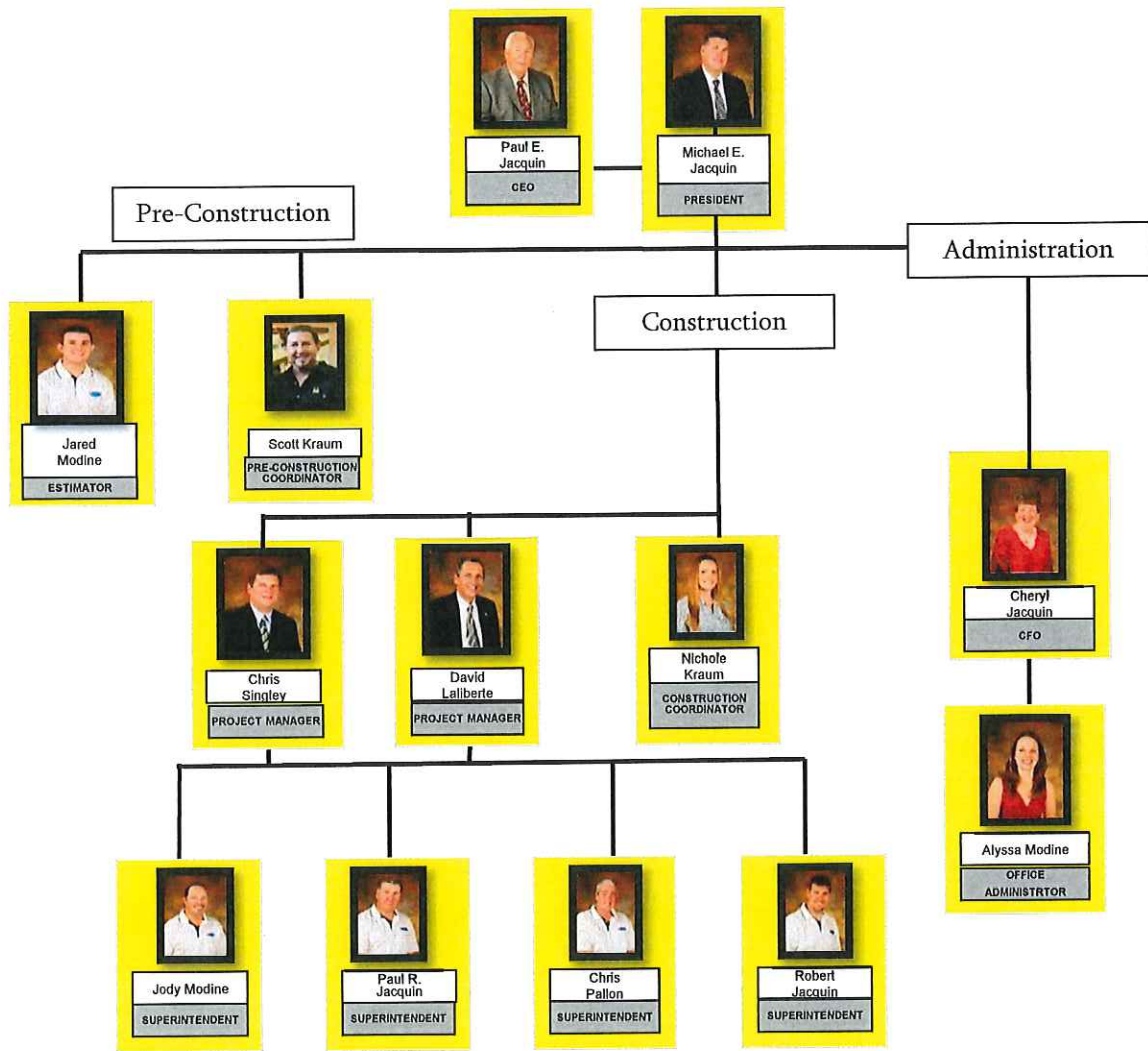 Paul E.
Jacquin
CEO
Michael E.
Jacquin
PRESIDENT
Pre-Construction
Administration
Construction
Jared
Modine
ESTIMATOR
Scott Kraum
PRE-CONSTRUCTION
COORDINATOR
Cheryl
Jacquin
CFO
Chris
Singley
PROJECT MANAGER
David
Laliberte
PROJECT MANAGER
Nichole
Kraum
CONSTRUCTION
COORDINATOR
Alyssa Modine
OFFICE
ADMINISTRTOR
Jody Modine
SUPERINTENDENT
Paul R.
Jacquin
SUPERINTENDENT
Chris
Pallon
SUPERINTENDENT
Robert
Jacquin
SUPERINTENDENT